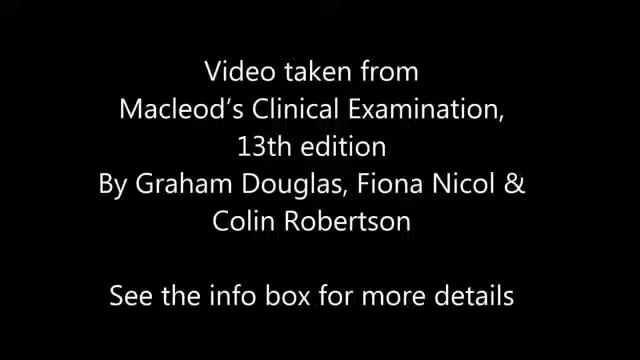 Video taken from
Macleod’s Clinical Examination,
13th edition
By Graham Douglas, Fiona Nicol &
Colin Robertson
See the info box for more details